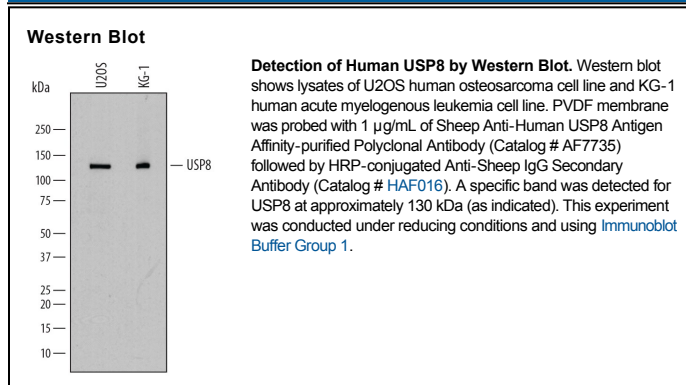 Western Blot
kDa
U2OS
KG-1
250
150
100
75
50
37
25
20
15
10
USP8
Detection of Human USP8 by Western Blot. Western blot
shows lysates of U2OS human osteosarcoma cell line and KG-1
human acute myelogenous leukemia cell line. PVDF membrane
was probed with 1 µg/mL of Sheep Anti-Human USP8 Antigen
Affinity-purified Polyclonal Antibody (Catalog # AF7735)
followed by HRP-conjugated Anti-Sheep IgG Secondary
Antibody (Catalog # HAF016). A specific band was detected for
USP8 at approximately 130 kDa (as indicated). This experiment
was conducted under reducing conditions and using Immunoblot
Buffer Group 1.